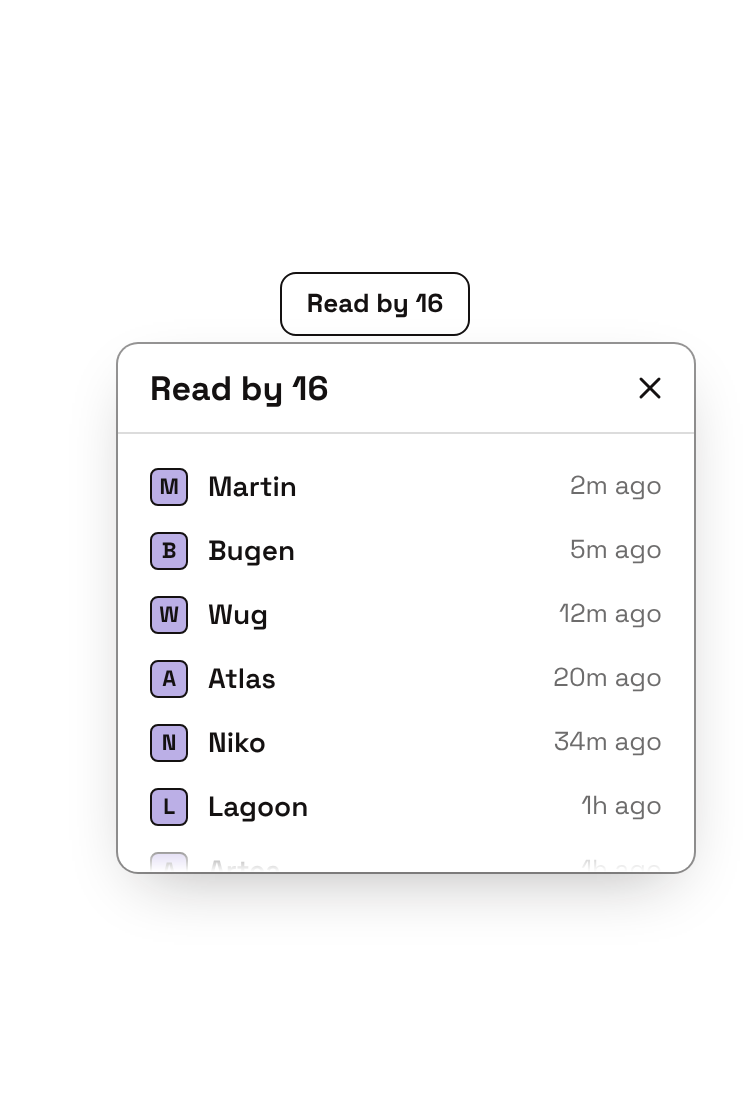 Read by 16
Read by 16
M Martin 2m ago
B Bugen 5m ago
W Wug 12m ago
A Atlas 20m ago
N Niko 34m ago
L Lagoon 1h ago